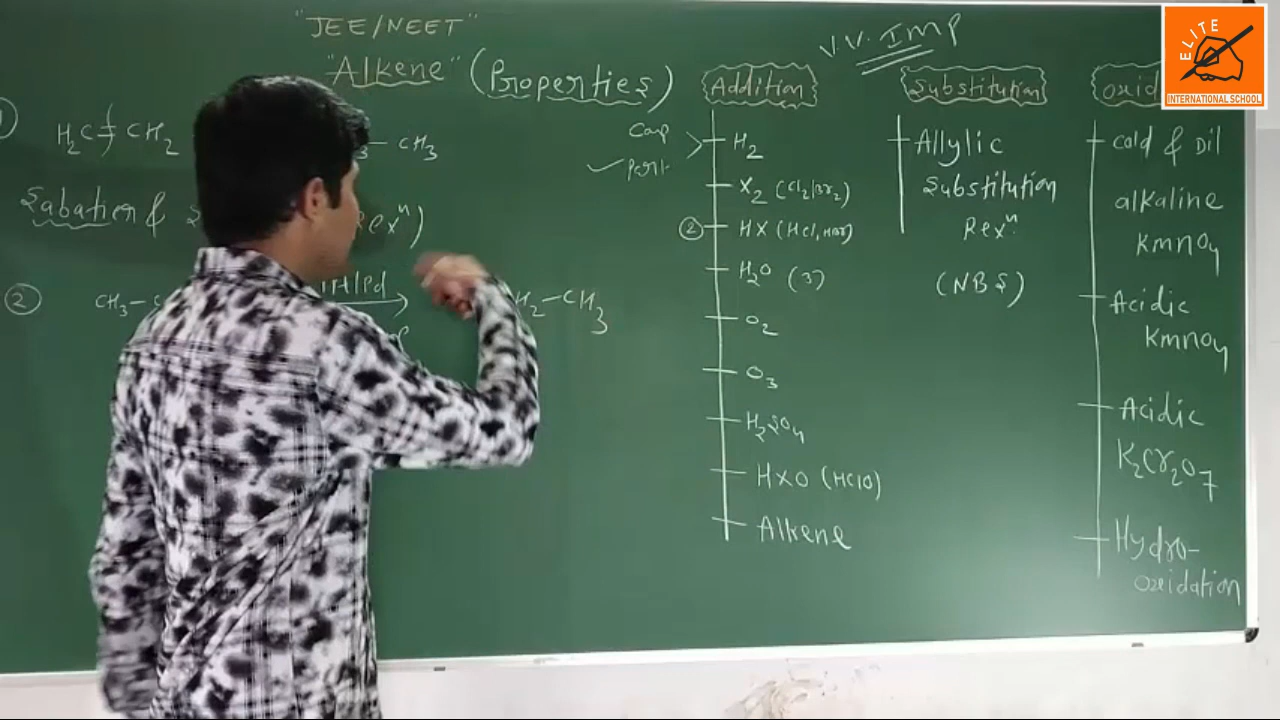 "JEE/NEET"
"Alkene" (Properties)
V.V. Imp
H₂C=CH₂
— CH₃
Sabatier &
Rexⁿ)
②
CH₃ –
/Pd
H₂ – CH₃
Addition
H₂
X₂ (Cl₂/Br₂)
② HX (HCl, HBr)
H₂O (3)
O₂
O₃
H₂SO₄
HXO (HClO)
Alkene
Substitution
Allylic
Substitution
Rexⁿ.
(NBS)
Oxid
Cold & Dil
alkaline
KmnO₄
Acidic
KmnO₄
Acidic
K₂Cr₂O₇
Hydro-
oxidation
ELITE
INTERNATIONAL SCHOOL